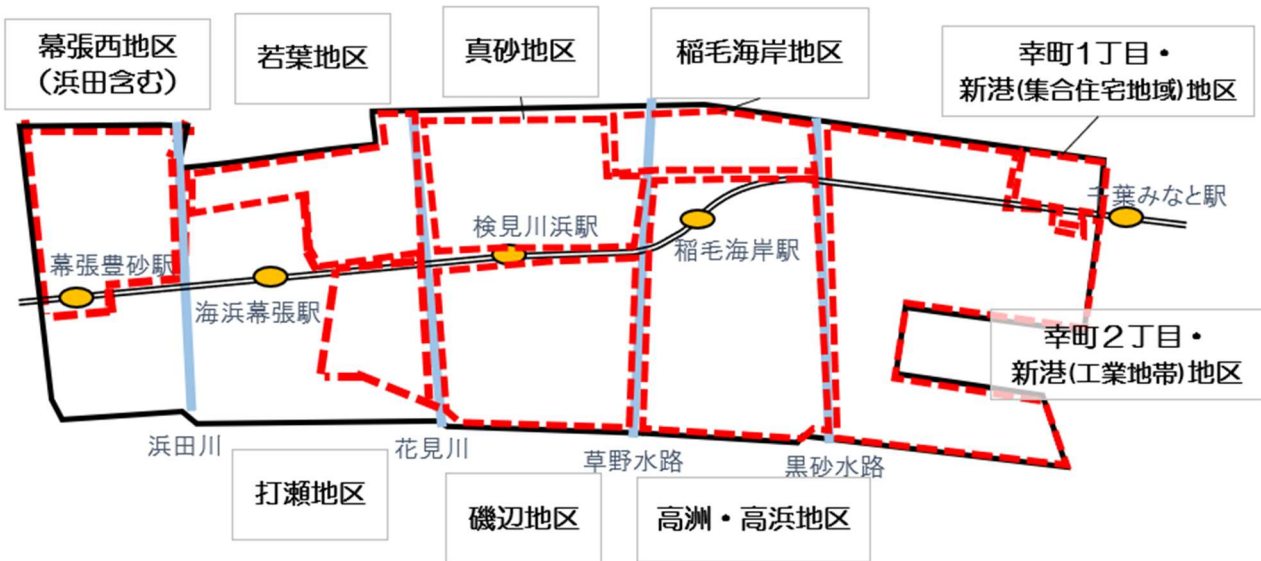 幕張西地区
（浜田含む）
若葉地区
真砂地区
稲毛海岸地区
幸町1丁目・
新港(集合住宅地域)地区
千葉みなと駅
検見川浜駅
稲毛海岸駅
幕張豊砂駅
海浜幕張駅
幸町２丁目・
新港(工業地帯)地区
浜田川
花見川
草野水路
黒砂水路
打瀬地区
磯辺地区
高洲・高浜地区